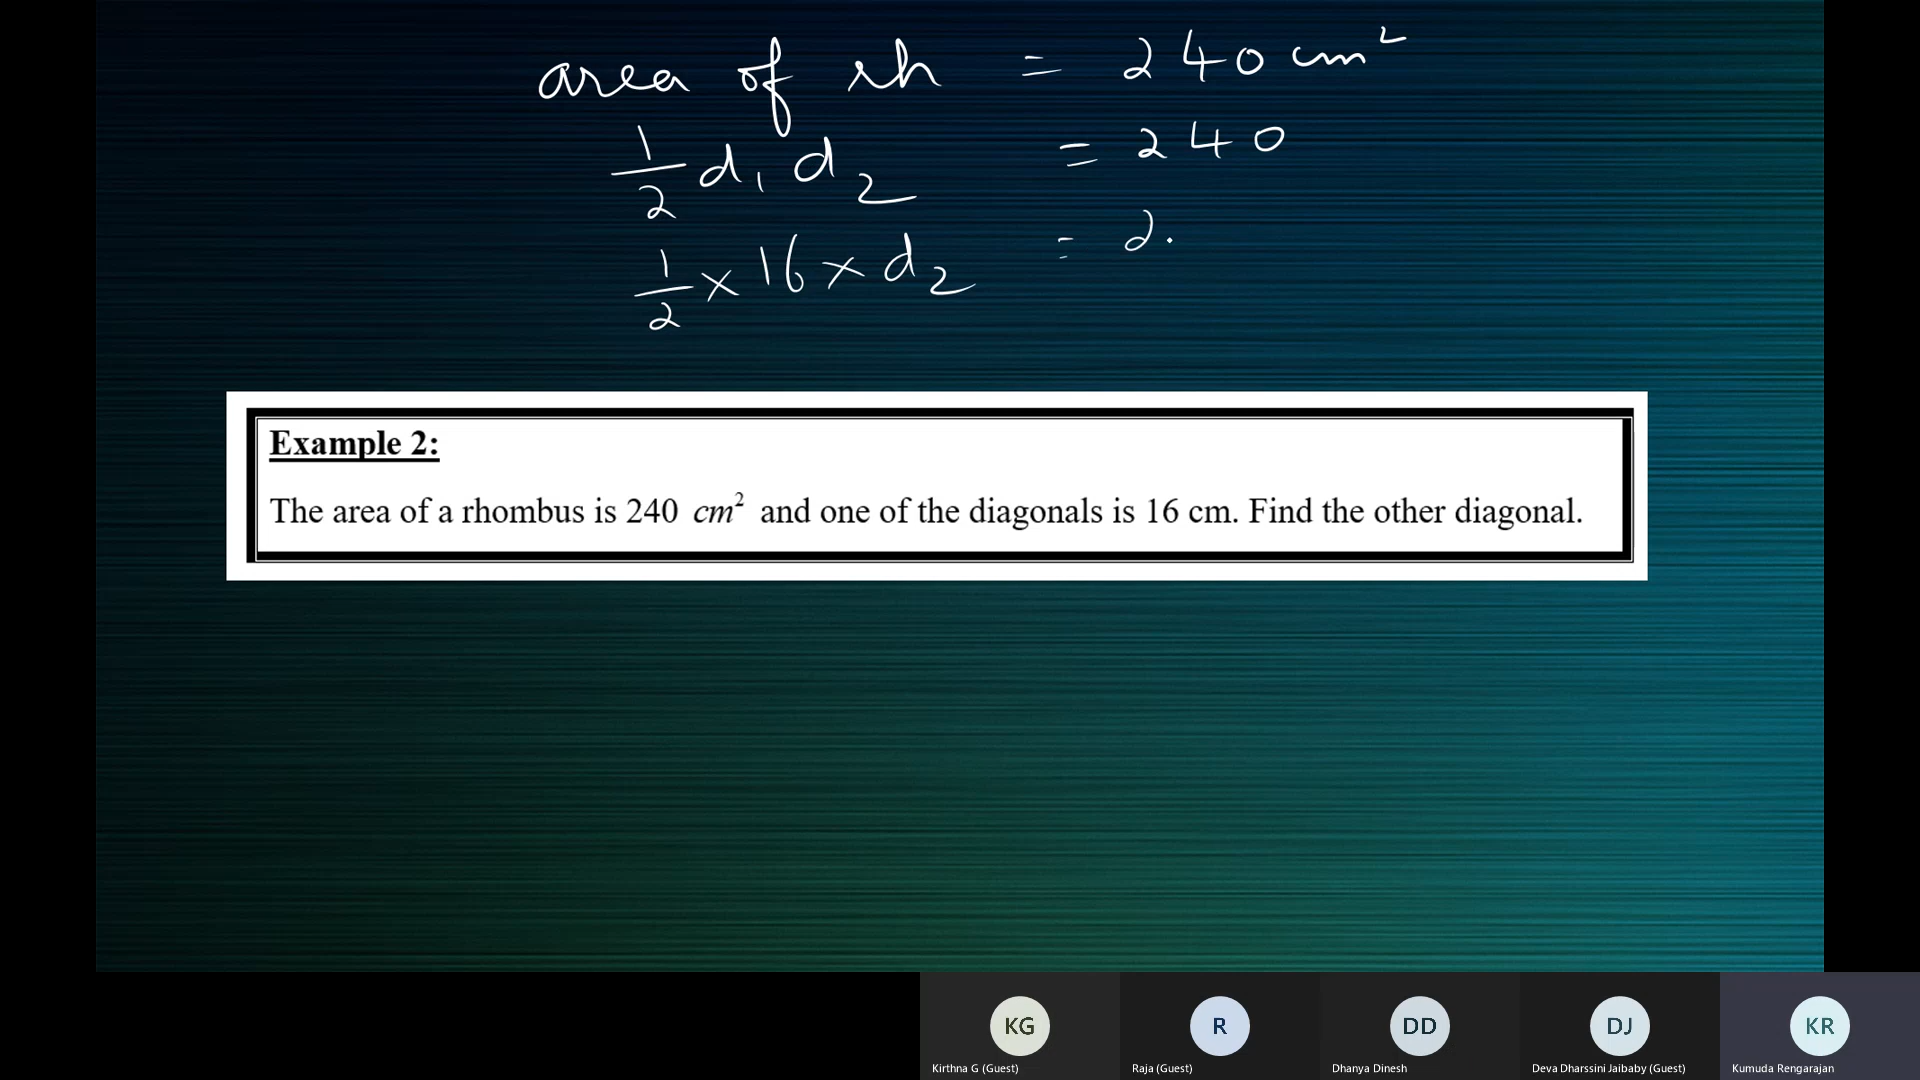 area of rh = 240 cm²
1/2 d₁ d₂ = 240
1/2 × 16 × d₂ = 2
Example 2:
The area of a rhombus is 240 cm² and one of the diagonals is 16 cm. Find the other diagonal.
KG R DD DJ KR
Kirthna G (Guest) Raja (Guest) Dhanya Dinesh Deva Dharssini Jaibaby (Guest) Kumuda Rengarajan